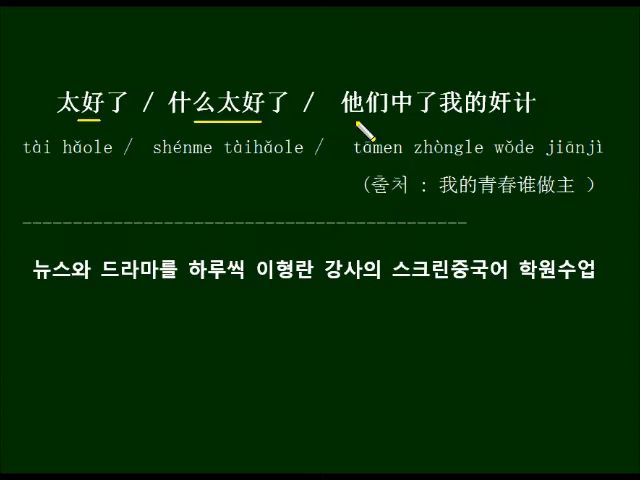 太好了 / 什么太好了 / 他们中了我的奸计
tài hǎole / shénme tàihǎole / tāmen zhòngle wǒde jiānjì
(출처 : 我的青春谁做主 )
----------------------------------------------
뉴스와 드라마를 하루씩 이형란 강사의 스크린중국어 학원수업